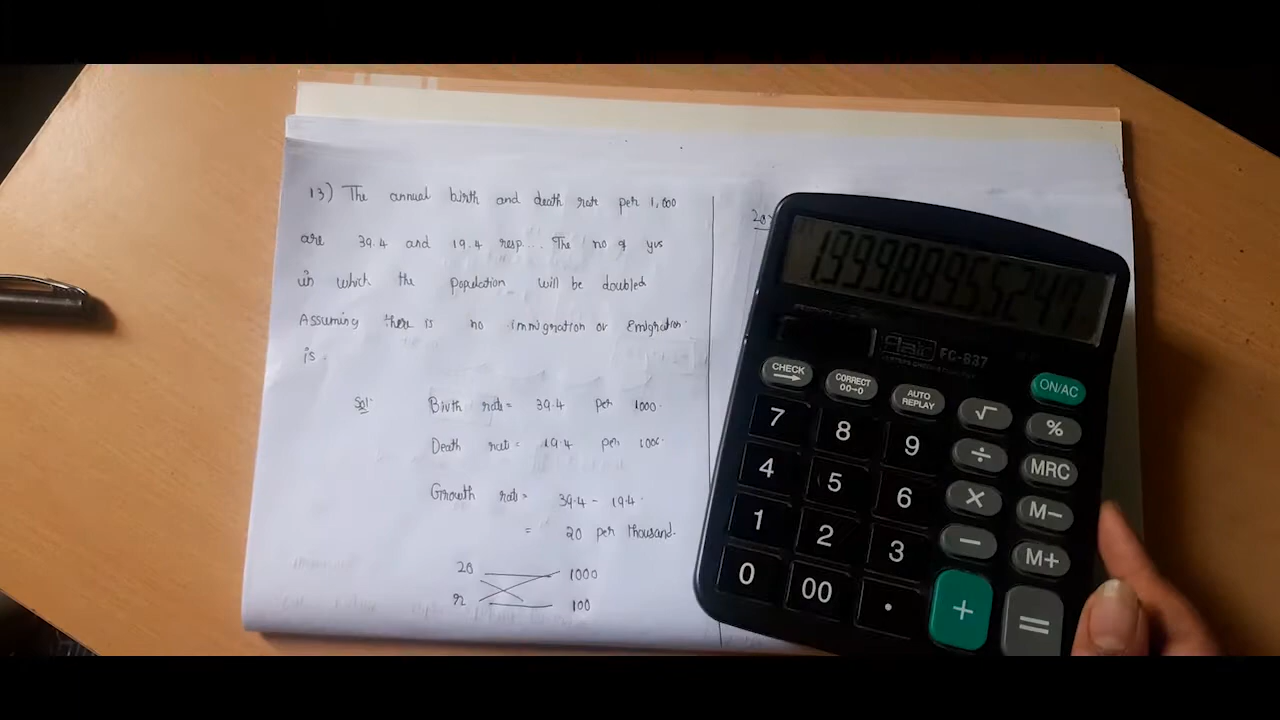 13) The annual birth and death rate per 1,000
are 39.4 and 19.4 resp.... The no of yrs
in which the population will be doubled
Assuming there is no immigration or Emigration.
is.
Sol:
Birth rate = 39.4 per 1000.
Death rate = 19.4 per 1000.
Growth rate = 39.4 - 19.4.
= 20 per thousand.
20 1000
r 100
1.99988955247
Flair FC-637
CHECK → CORRECT 00→0 AUTO REPLAY √ ON/AC
7 8 9 ÷ %
4 5 6 × MRC
1 2 3 − M−
0 00 . + = M+